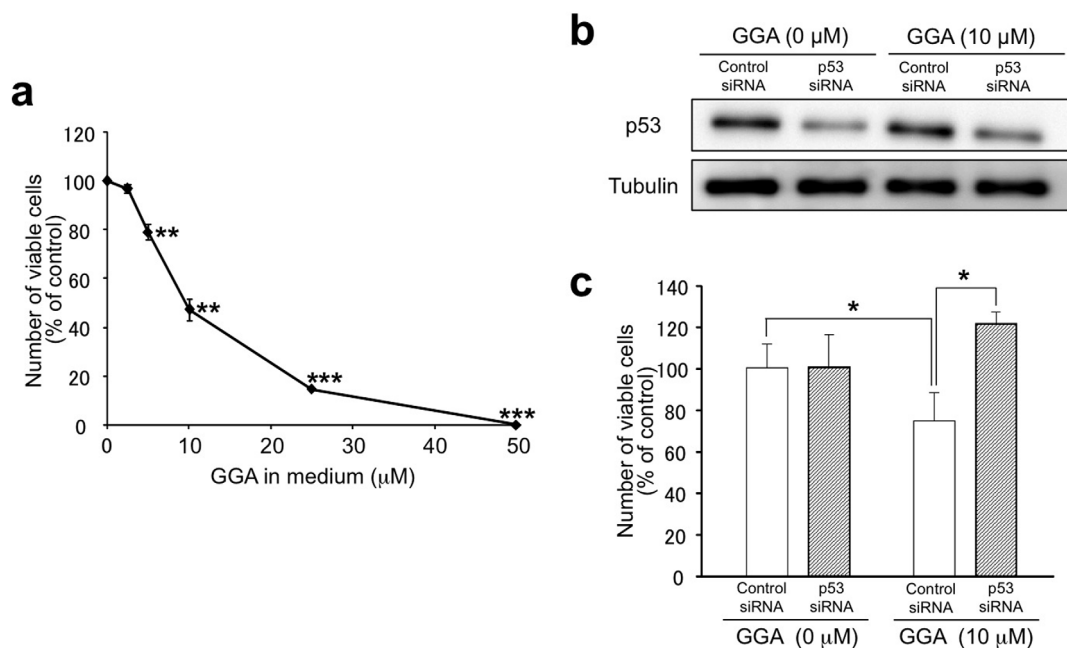 a
120
100
80
60
40
20
0
Number of viable cells
(% of control)
**
**
***
***
0 10 20 30 40 50
GGA in medium (μM)
b
GGA (0 μM) GGA (10 μM)
Control siRNA p53 siRNA Control siRNA p53 siRNA
p53
Tubulin
c
140
120
100
80
60
40
20
0
Number of viable cells
(% of control)
*
*
Control siRNA p53 siRNA Control siRNA p53 siRNA
GGA (0 μM) GGA (10 μM)